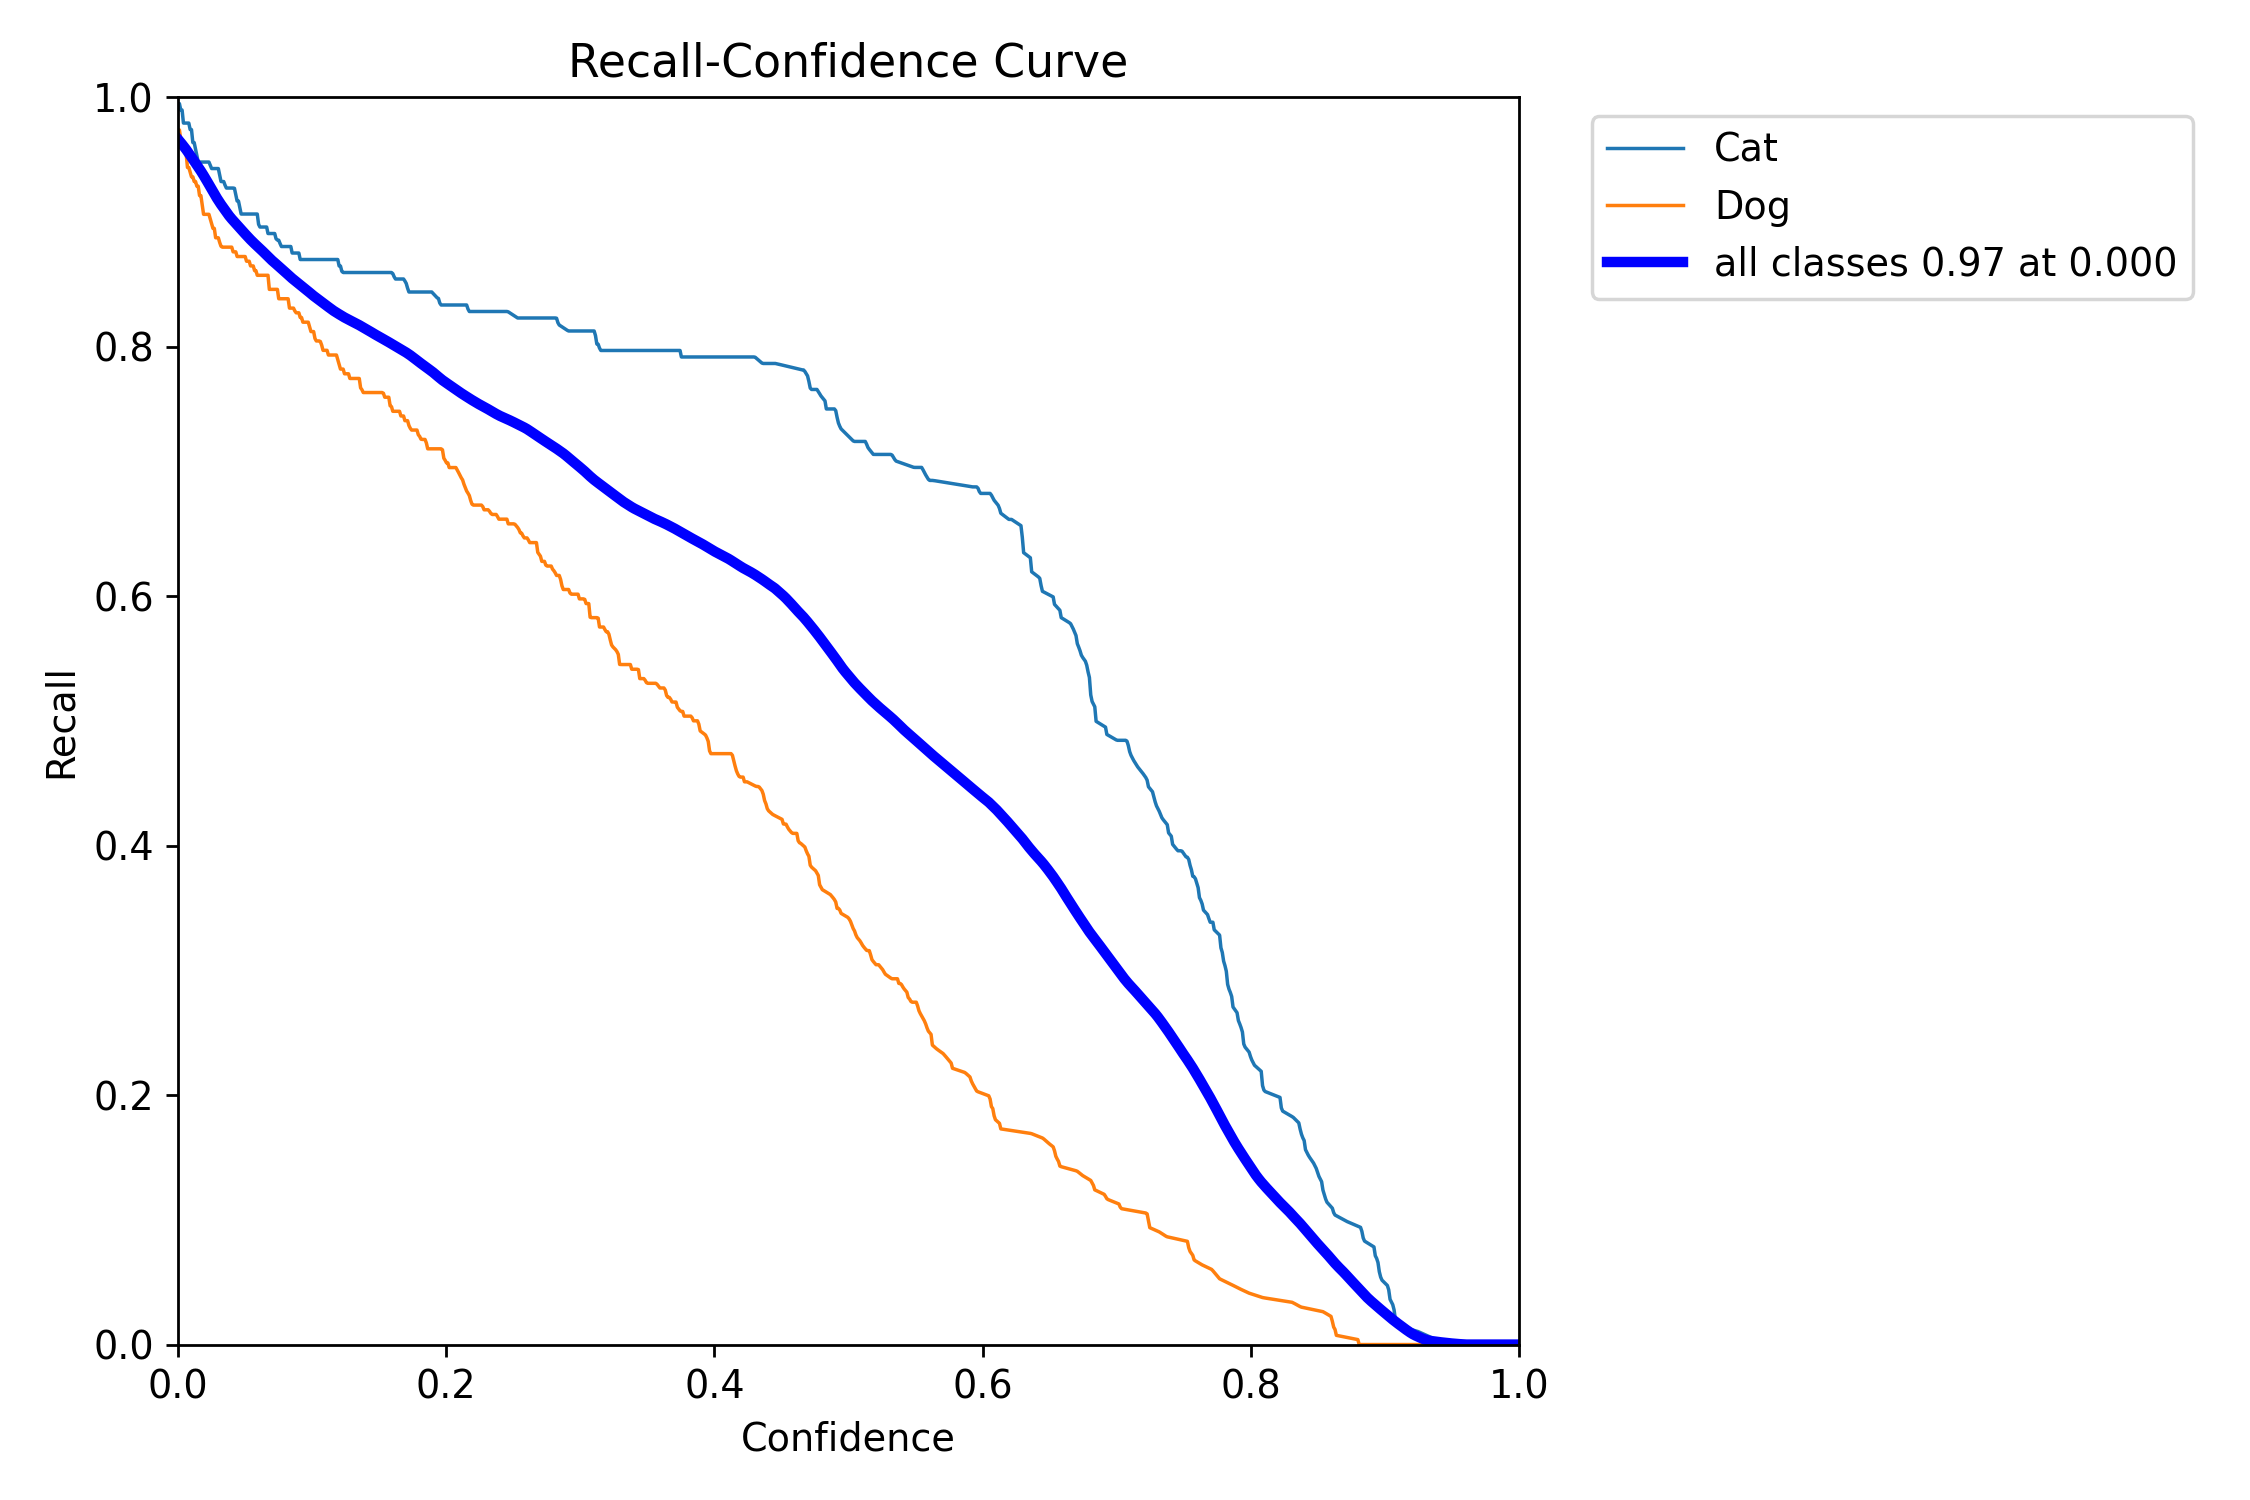 Recall-Confidence Curve
1.0
0.8
0.6
0.4
0.2
0.0
Recall
0.0 0.2 0.4 0.6 0.8 1.0
Confidence
Cat
Dog
all classes 0.97 at 0.000